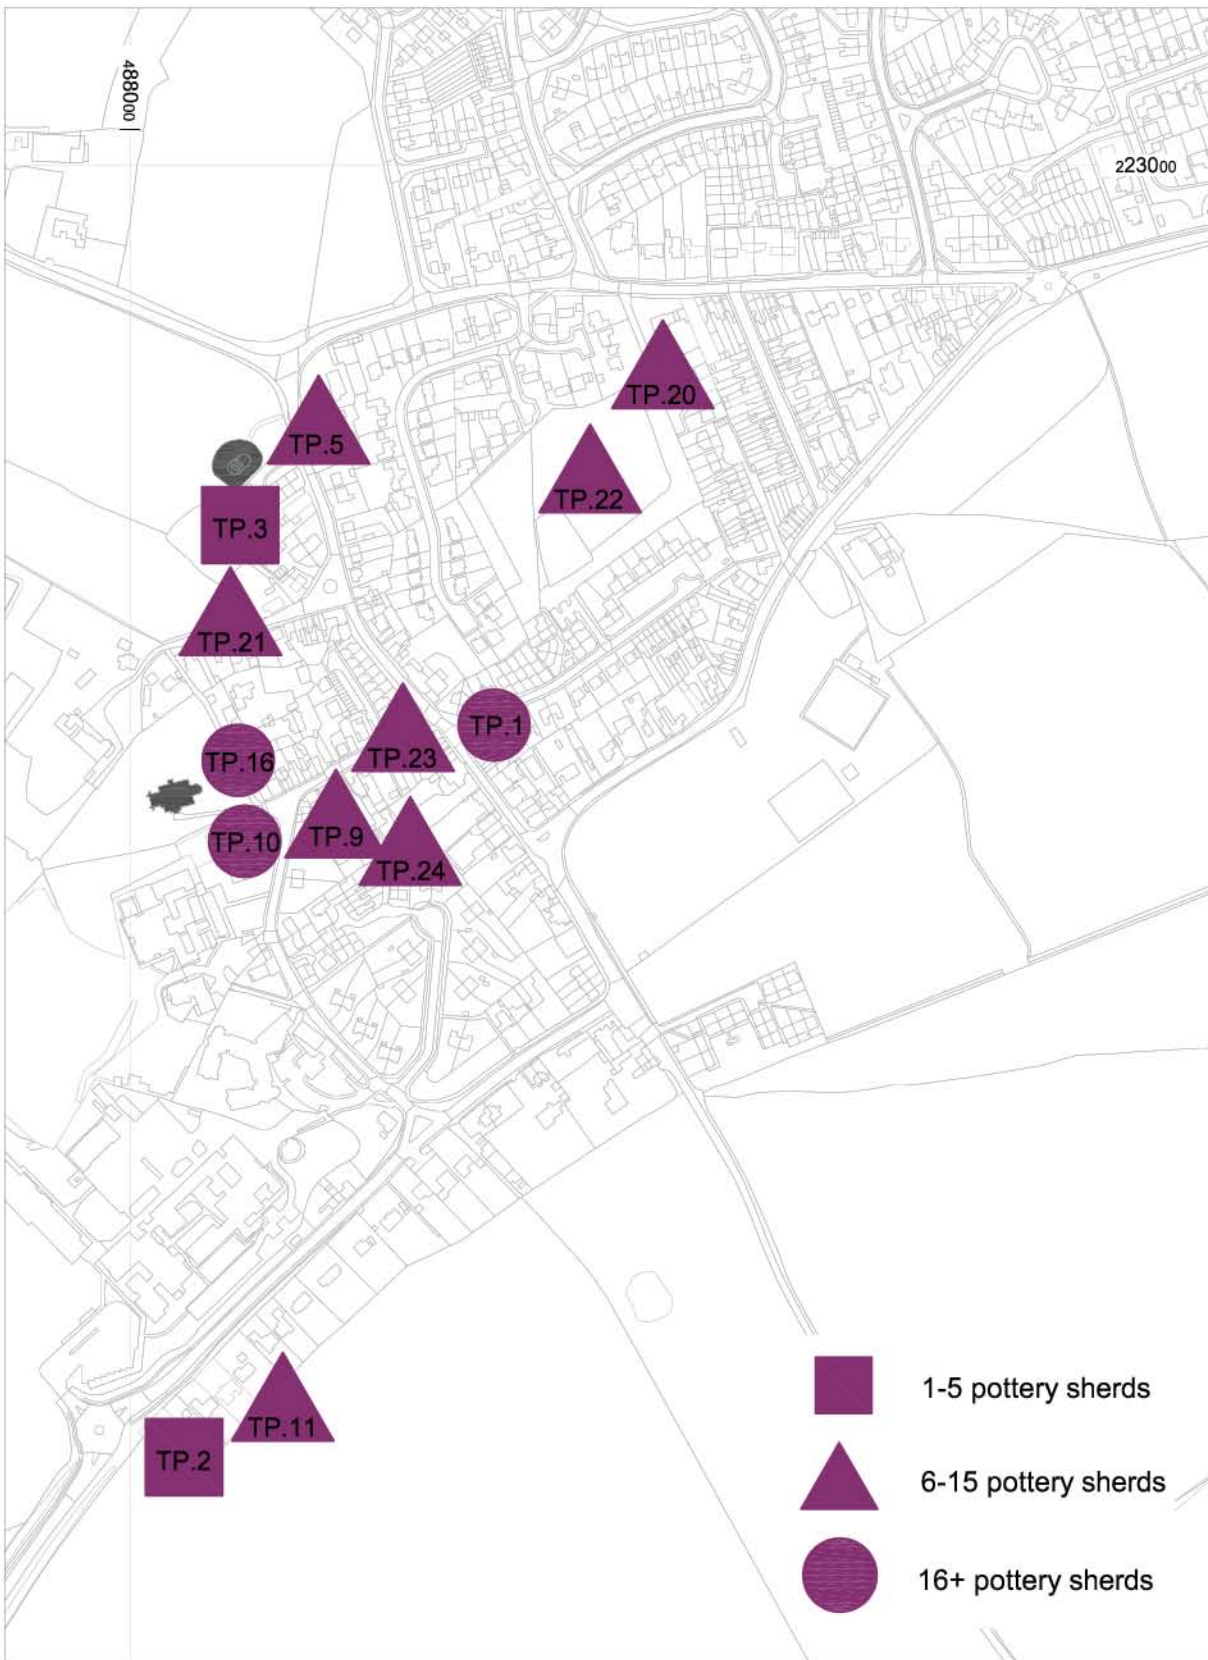 488000
223000
TP.20
TP.5
TP.22
TP.3
TP.21
TP.1
TP.23
TP.16
TP.9
TP.10
TP.24
1-5 pottery sherds
TP.11
TP.2
6-15 pottery sherds
16+ pottery sherds